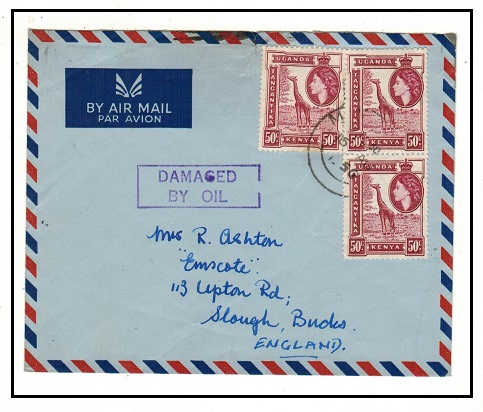 BY AIR MAIL
PAR AVION
UGANDA
TANGANYIKA
50c
KENYA
UGANDA
TANGANYIKA
50c
KENYA
UGANDA
TANGANYIKA
50c
KENYA
DAMAGED
BY OIL
Mrs R. Ashton
"Emscote"
113 Upton Rd;
Slough, Bucks.
ENGLAND.